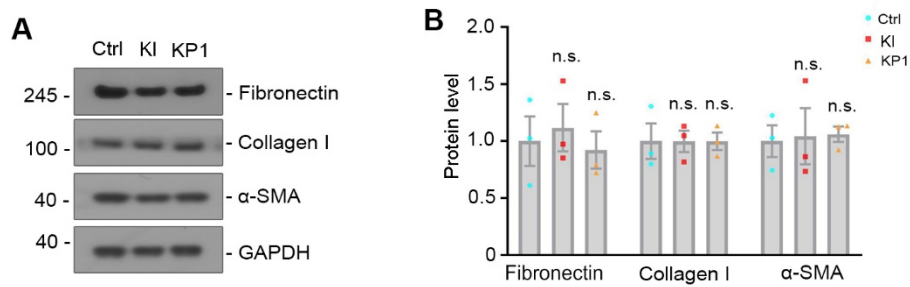 A
Ctrl KI KP1
245 - - Fibronectin
100 - - Collagen I
40 - - α-SMA
40 - - GAPDH
B
Ctrl
KI
KP1
2.0
1.5
1.0
0.5
0
Protein level
n.s.
n.s.
n.s. n.s.
n.s.
n.s.
Fibronectin Collagen I α-SMA